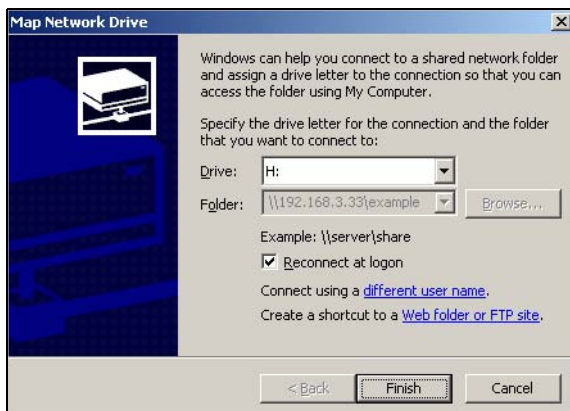 Map Network Drive
Windows can help you connect to a shared network folder
and assign a drive letter to the connection so that you can
access the folder using My Computer.
Specify the drive letter for the connection and the folder
that you want to connect to:
Drive: H:
Folder: \\192.168.3.33\example Browse...
Example: \\server\share
Reconnect at logon
Connect using a different user name.
Create a shortcut to a Web folder or FTP site.
< Back Finish Cancel